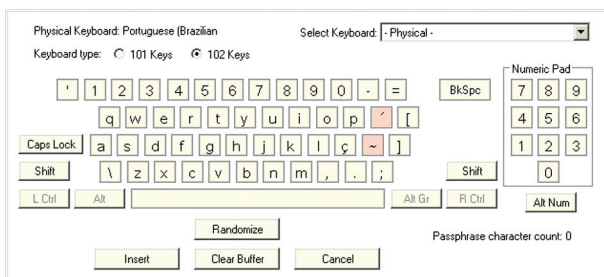 Physical Keyboard: Portuguese (Brazilian
Select Keyboard: - Physical -
Keyboard type: 101 Keys 102 Keys
Numeric Pad
' 1 2 3 4 5 6 7 8 9 0 - = BkSpc 7 8 9
q w e r t y u i o p ´ [ 4 5 6
Caps Lock a s d f g h j k l ç ~ ] 1 2 3
Shift \ z x c v b n m , . ; Shift 0
L Ctrl Alt Alt Gr R Ctrl Alt Num
Randomize
Passphrase character count: 0
Insert Clear Buffer Cancel